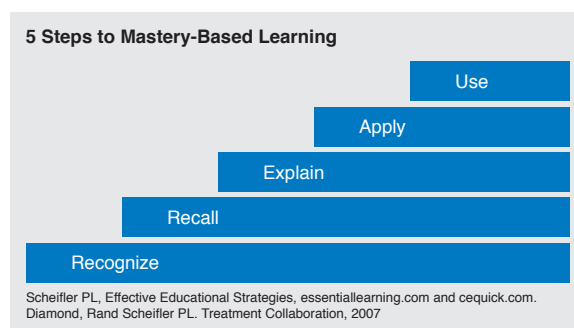 5 Steps to Mastery-Based Learning
Use
Apply
Explain
Recall
Recognize
Scheifler PL, Effective Educational Strategies, essentiallearning.com and cequick.com.
Diamond, Rand Scheifler PL. Treatment Collaboration, 2007